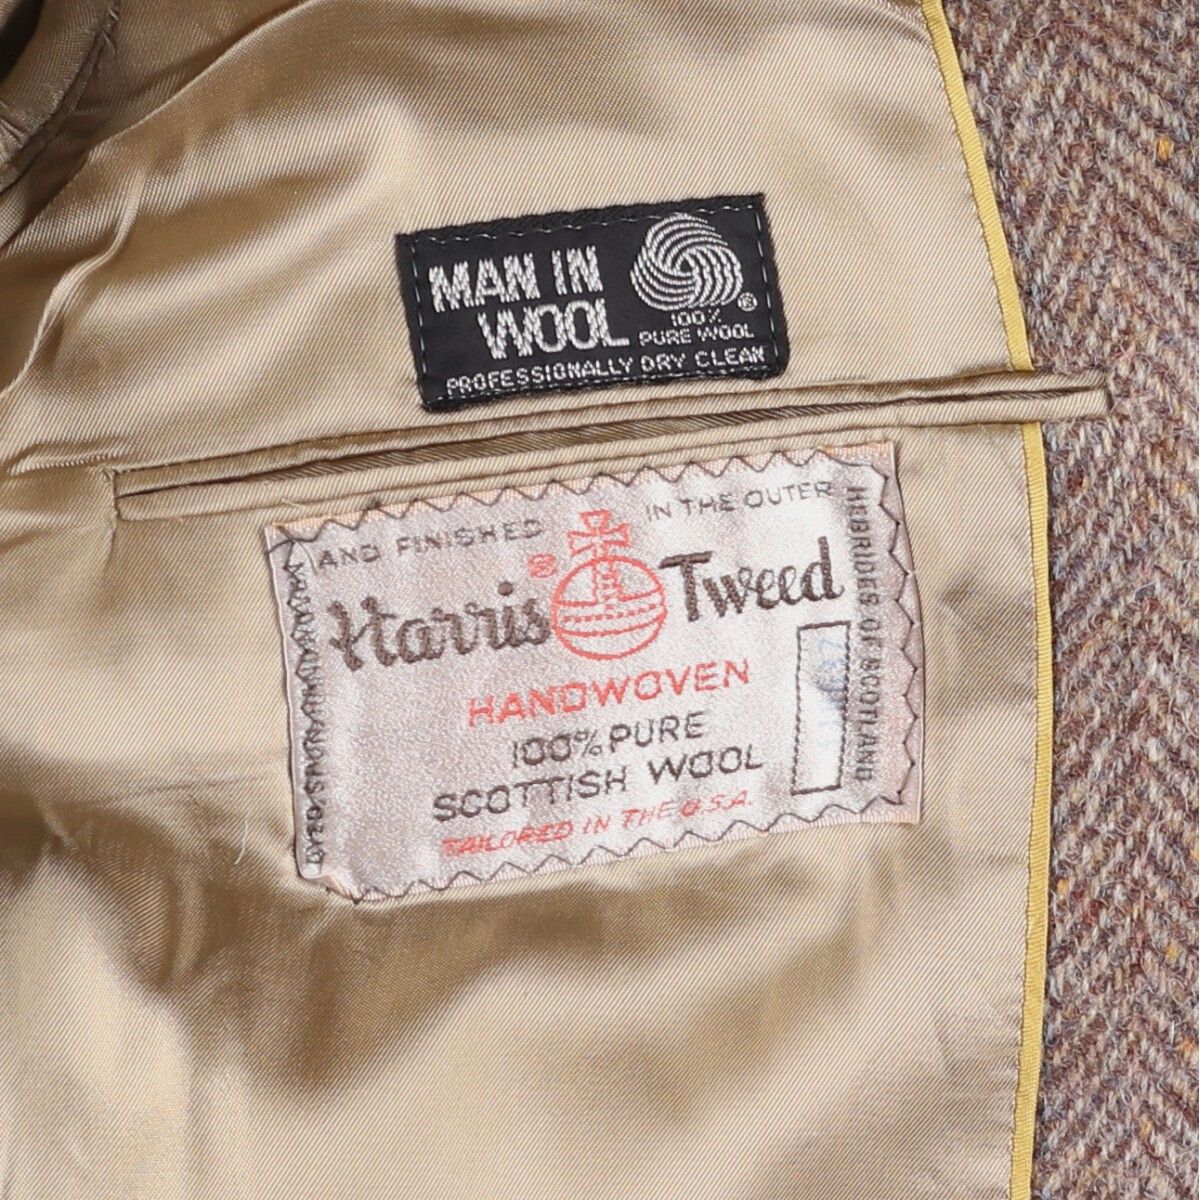 MAN IN
WOOL
100%
PURE WOOL
PROFESSIONALLY DRY CLEAN
AND FINISHED IN THE OUTER
HEBRIDES OF SCOTLAND
Harris® Tweed
HANDWOVEN
100% PURE
SCOTTISH WOOL
TAILORED IN THE U.S.A.